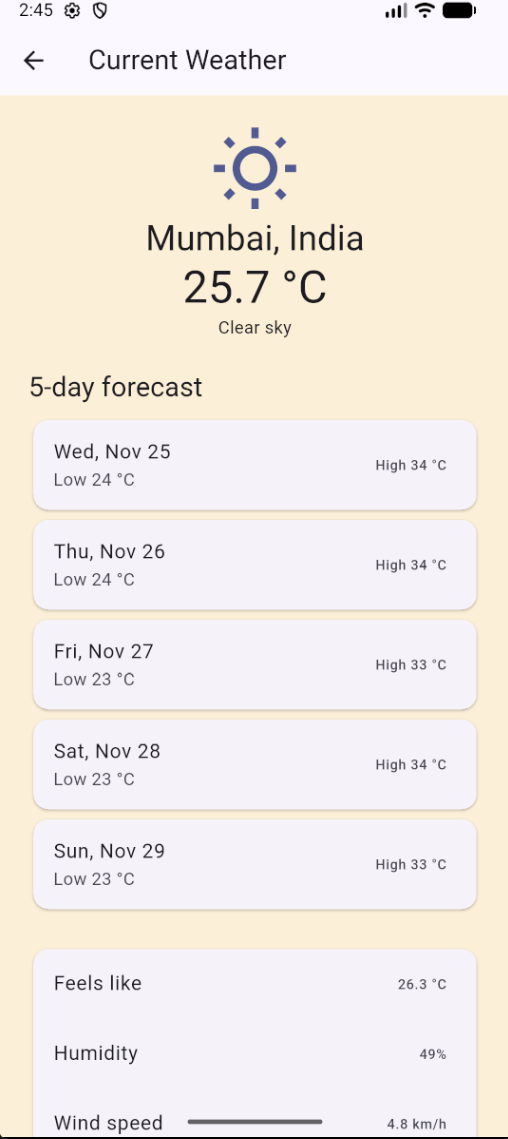 2:45
Current Weather
Mumbai, India
25.7 °C
Clear sky
5-day forecast
Wed, Nov 25
Low 24 °C
High 34 °C
Thu, Nov 26
Low 24 °C
High 34 °C
Fri, Nov 27
Low 23 °C
High 33 °C
Sat, Nov 28
Low 23 °C
High 34 °C
Sun, Nov 29
Low 23 °C
High 33 °C
Feels like 26.3 °C
Humidity 49%
Wind speed 4.8 km/h